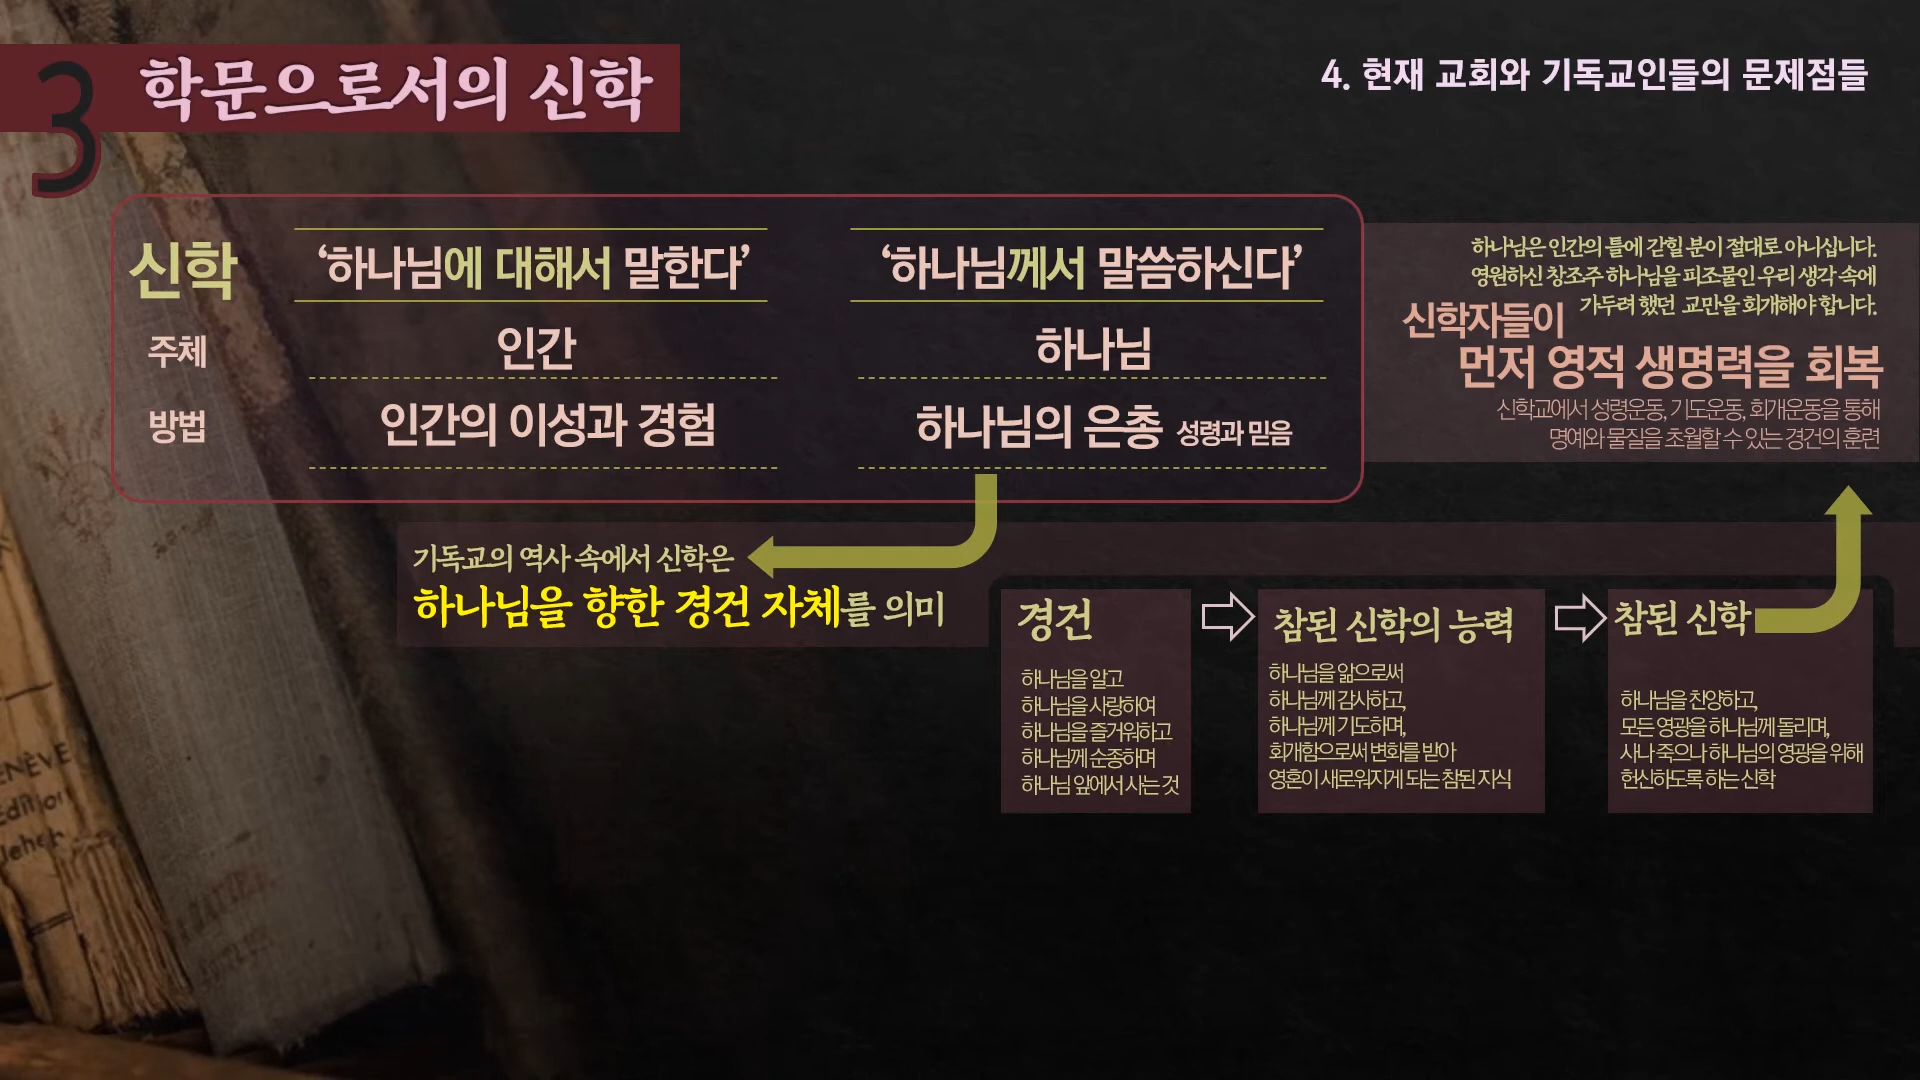 4. 현재 교회와 기독교인들의 문제점들
3 학문으로서의 신학
신학 ‘하나님에 대해서 말한다’ ‘하나님께서 말씀하신다’
주체 인간 하나님
방법 인간의 이성과 경험 하나님의 은총 성령과 믿음
기독교의 역사 속에서 신학은
하나님을 향한 경건 자체를 의미
경건
하나님을 알고
하나님을 사랑하여
하나님을 즐거워하고
하나님께 순종하며
하나님 앞에서 사는 것
참된 신학의 능력
하나님을 앎으로써
하나님께 감사하고,
하나님께 기도하며,
회개함으로써 변화를 받아
영혼이 새로워지게 되는 참된 지식
참된 신학
하나님을 찬양하고,
모든 영광을 하나님께 돌리며,
사나 죽으나 하나님의 영광을 위해
헌신하도록 하는 신학
하나님은 인간의 틀에 갇힐 분이 절대로 아니십니다.
영원하신 창조주 하나님을 피조물인 우리 생각 속에
가두려 했던 교만을 회개해야 합니다.
신학자들이
먼저 영적 생명력을 회복
신학교에서 성령운동, 기도운동, 회개운동을 통해
명예와 물질을 초월할 수 있는 경건의 훈련
ENÈVE